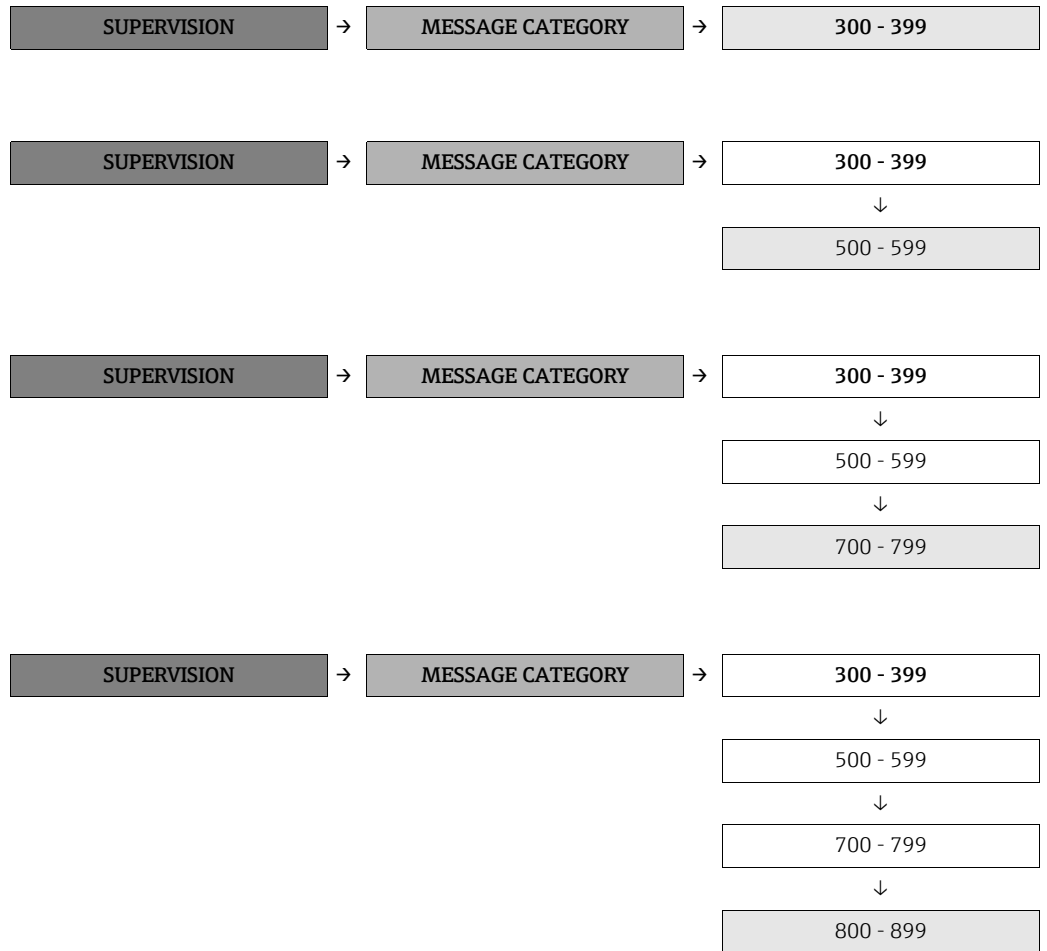 SUPERVISION → MESSAGE CATEGORY → 300 - 399
SUPERVISION → MESSAGE CATEGORY → 300 - 399
↓
500 - 599
SUPERVISION → MESSAGE CATEGORY → 300 - 399
↓
500 - 599
↓
700 - 799
SUPERVISION → MESSAGE CATEGORY → 300 - 399
↓
500 - 599
↓
700 - 799
↓
800 - 899